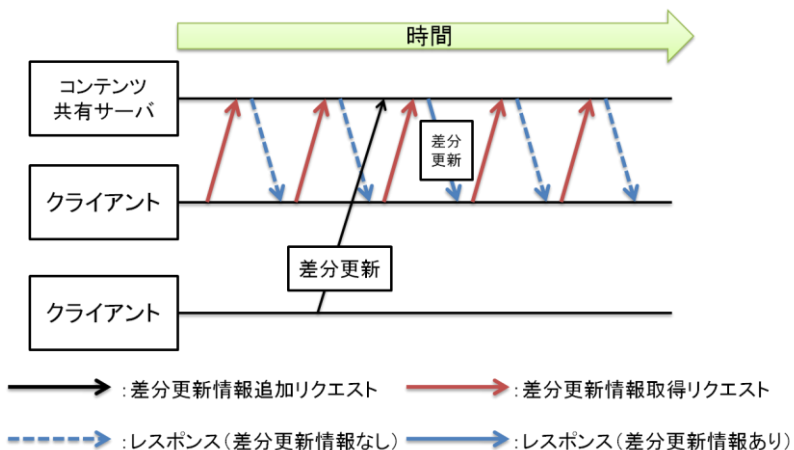 時間
コンテンツ
共有サーバ
差分
更新
クライアント
差分更新
クライアント
:差分更新情報追加リクエスト
:差分更新情報取得リクエスト
:レスポンス(差分更新情報なし)
:レスポンス(差分更新情報あり)